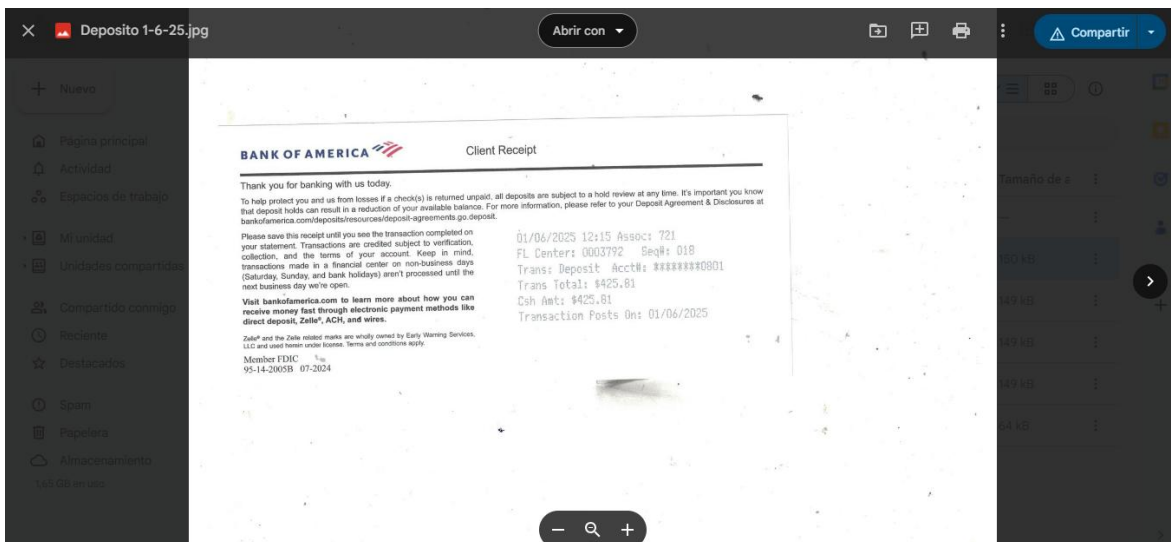 Deposito 1-6-25.jpg
Abrir con
Compartir
Nuevo
Página principal
Actividad
Espacios de trabajo
Mi unidad
Unidades compartidas
Compartido conmigo
Reciente
Destacados
Spam
Papelera
Almacenamiento
1.65 GB en uso
Tamaño de
160 kB
149 kB
149 kB
149 kB
64 kB
BANK OF AMERICA
Client Receipt
Thank you for banking with us today.
To help protect you and us from losses if a check(s) is returned unpaid, all deposits are subject to a hold review at any time. It's important you know
that deposit holds can result in a reduction of your available balance. For more information, please refer to your Deposit Agreement & Disclosures at
bankofamerica.com/deposits/resources/deposit-agreements.go.deposit.
Please save this receipt until you see the transaction completed on
your statement. Transactions are credited subject to verification,
collection, and the terms of your account. Keep in mind,
transactions made in a financial center on non-business days
(Saturday, Sunday, and bank holidays) aren't processed until the
next business day we're open.
Visit bankofamerica.com to learn more about how you can
receive money fast through electronic payment methods like
direct deposit, Zelle®, ACH, and wires.
Zelle® and the Zelle related marks are wholly owned by Early Warning Services,
LLC and used herein under license. Terms and conditions apply.
Member FDIC
95-14-2005B 07-2024
01/06/2025 12:15 Assoc: 721
FL Center: 0003792 Seq#: 018
Trans: Deposit Acct#: ********0801
Trans Total: $425.81
Csh Amt: $425.81
Transaction Posts On: 01/06/2025